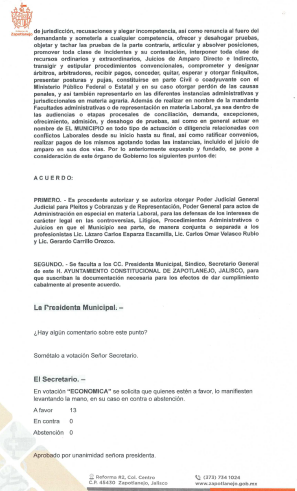 ZAPOTLANEJO
de jurisdicción, recusaciones y alegar incompetencia, así como renuncia al fuero del
demandante y someterla a cualquier competencia, ofrecer y desahogar pruebas,
objetar y tachar las pruebas de la parte contraria, articular y absolver posiciones,
promover toda clase de incidentes y su contestación, interponer toda clase de
recursos ordinarios y extraordinarios, Juicios de Amparo Directo e Indirecto,
transigir y estipular procedimientos convencionales, comprometer y designar
árbitros, arbitradores, recibir pagos, conceder, quitar, esperar y otorgar finiquitos,
presentar posturas y pujas, constituirse en parte Civil o coadyuvante con el
Ministerio Público Federal o Estatal y en su caso otorgar perdón de las causas
penales, y así también representarlo en las diferentes instancias administrativas y
jurisdiccionales en materia agraria. Además de realizar en nombre de la mandante
Facultades administrativas o de representación en materia Laboral, ya sea dentro de
las audiencias o etapas procesales de conciliación, demanda, excepciones,
ofrecimiento, admisión, y desahogo de pruebas, así como en general actuar en
nombre de EL MUNICIPIO en todo tipo de actuación o diligencia relacionadas con
conflictos Laborales desde su inicio hasta su final, así como ratificar convenios,
realizar pagos de los mismos agotando todas las instancias, incluido el juicio de
amparo en sus dos vías. Por lo anteriormente expuesto y fundado, se pone a
consideración de este órgano de Gobierno los siguientes puntos de:
A C U E R D O:
PRIMERO. - Es procedente autorizar y se autoriza otorgar Poder Judicial General
Judicial para Pleitos y Cobranzas y de Representación, Poder General para actos de
Administración en especial en materia Laboral, para las defensas de los intereses de
carácter legal en las controversias, Litigios, Procedimientos Administrativos o
Juicios en que el Municipio sea parte, de manera conjunta o separada a los
profesionistas Lic. Lázaro Carlos Esparza Escamilla. Lic. Carlos Omar Velasco Rubio
y Lic. Gerardo Carrillo Orozco.
SEGUNDO. - Se faculta a los CC. Presidenta Municipal, Síndico, Secretario General
de este H. AYUNTAMIENTO CONSTITUCIONAL DE ZAPOTLANEJO, JALISCO, para
que suscriban la documentación necesaria para los efectos de dar cumplimiento
cabalmente al presente acuerdo.
La Presidenta Municipal. –
¿Hay algún comentario sobre este punto?
Sométalo a votación Señor Secretario.
El Secretario. –
En votación “ECONOMICA” se solicita que quienes estén a favor, lo manifiesten
levantando la mano, en su caso en contra o abstención.
A favor 13
En contra 0
Abstención 0
Aprobado por unanimidad señora presidenta.
Reforma #2, Col. Centro
C.P. 45430 Zapotlanejo, Jalisco
(373) 734 1024
www.zapotlanejo.gob.mx